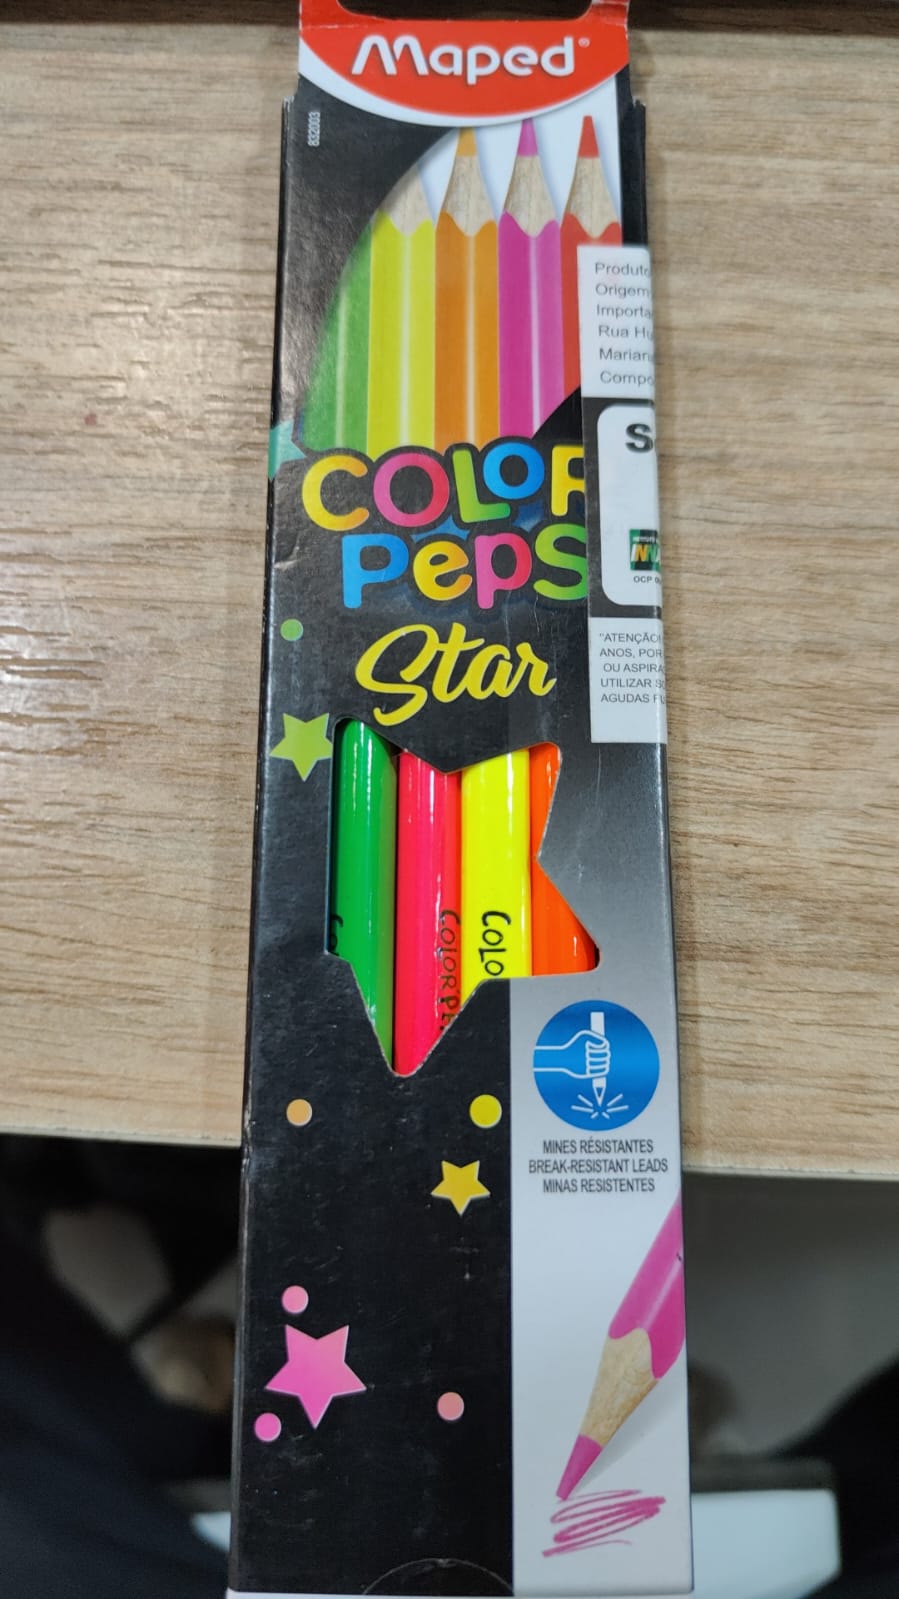 Maped®
832003
Produto
Origem
Importa
Rua Hu
Marian
Compo
COLOR
Peps
Star
S
OCP
"ATENÇÃO
ANOS, POR
OU ASPIRA
UTILIZAR
AGUDAS
COLOR'PE
COLO
MINES RÉSISTANTES
BREAK-RESISTANT LEADS
MINAS RESISTENTES